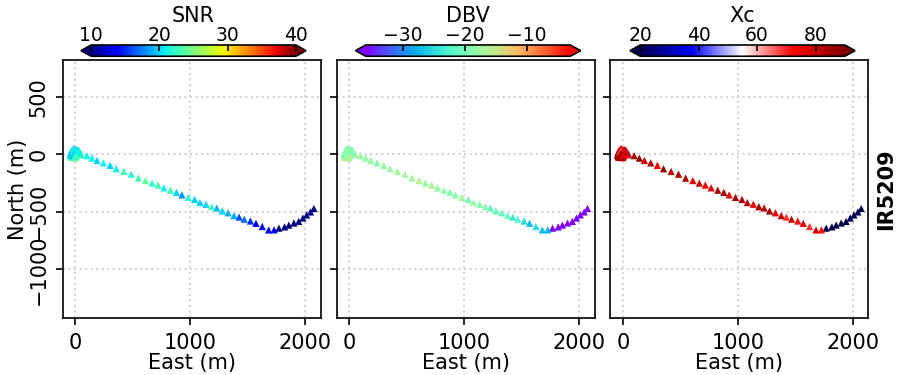 SNR DBV Xc
10 20 30 40 −30 −20 −10 20 40 60 80
North (m)
500
0
−500
−1000
IR5209
0 1000 2000 0 1000 2000 0 1000 2000
East (m) East (m) East (m)